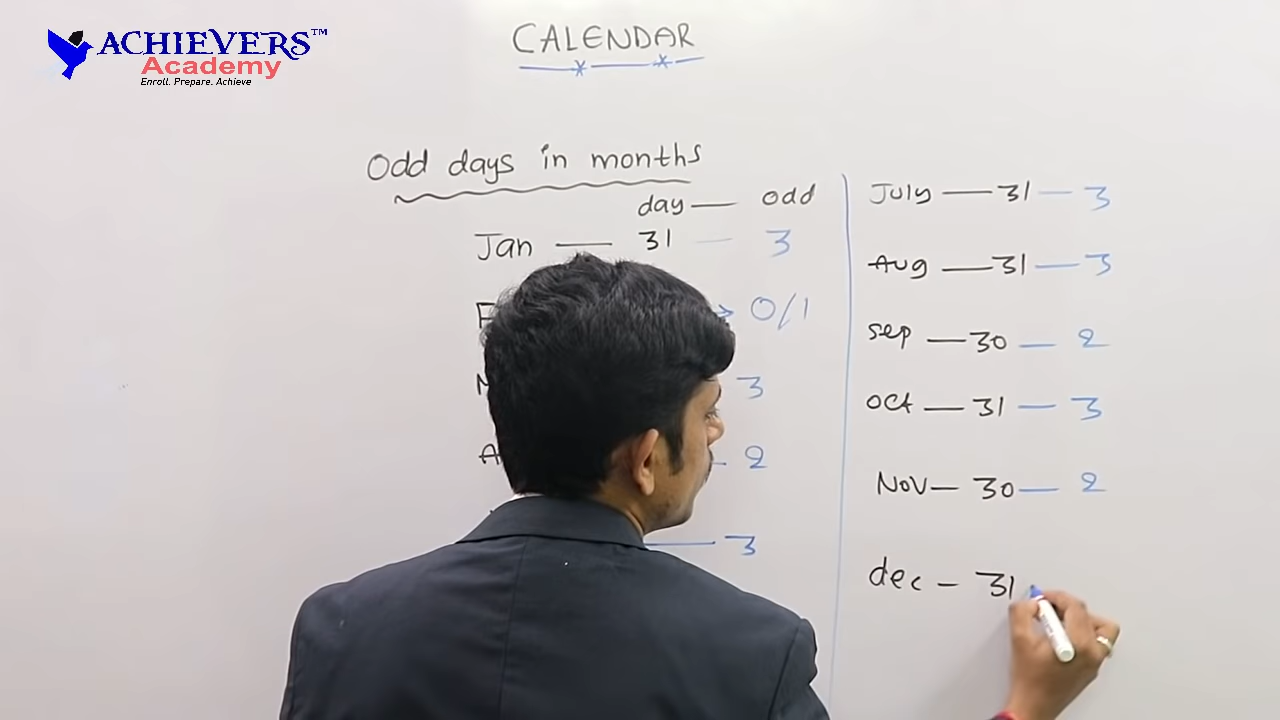 ACHIEVERS™
Academy
Enroll. Prepare. Achieve
CALENDAR
Odd days in months
day — odd
Jan — 31 — 3
0/1
3
2
3
July — 31 — 3
Aug — 31 — 3
Sep — 30 — 2
Oct — 31 — 3
Nov — 30 — 2
dec - 31